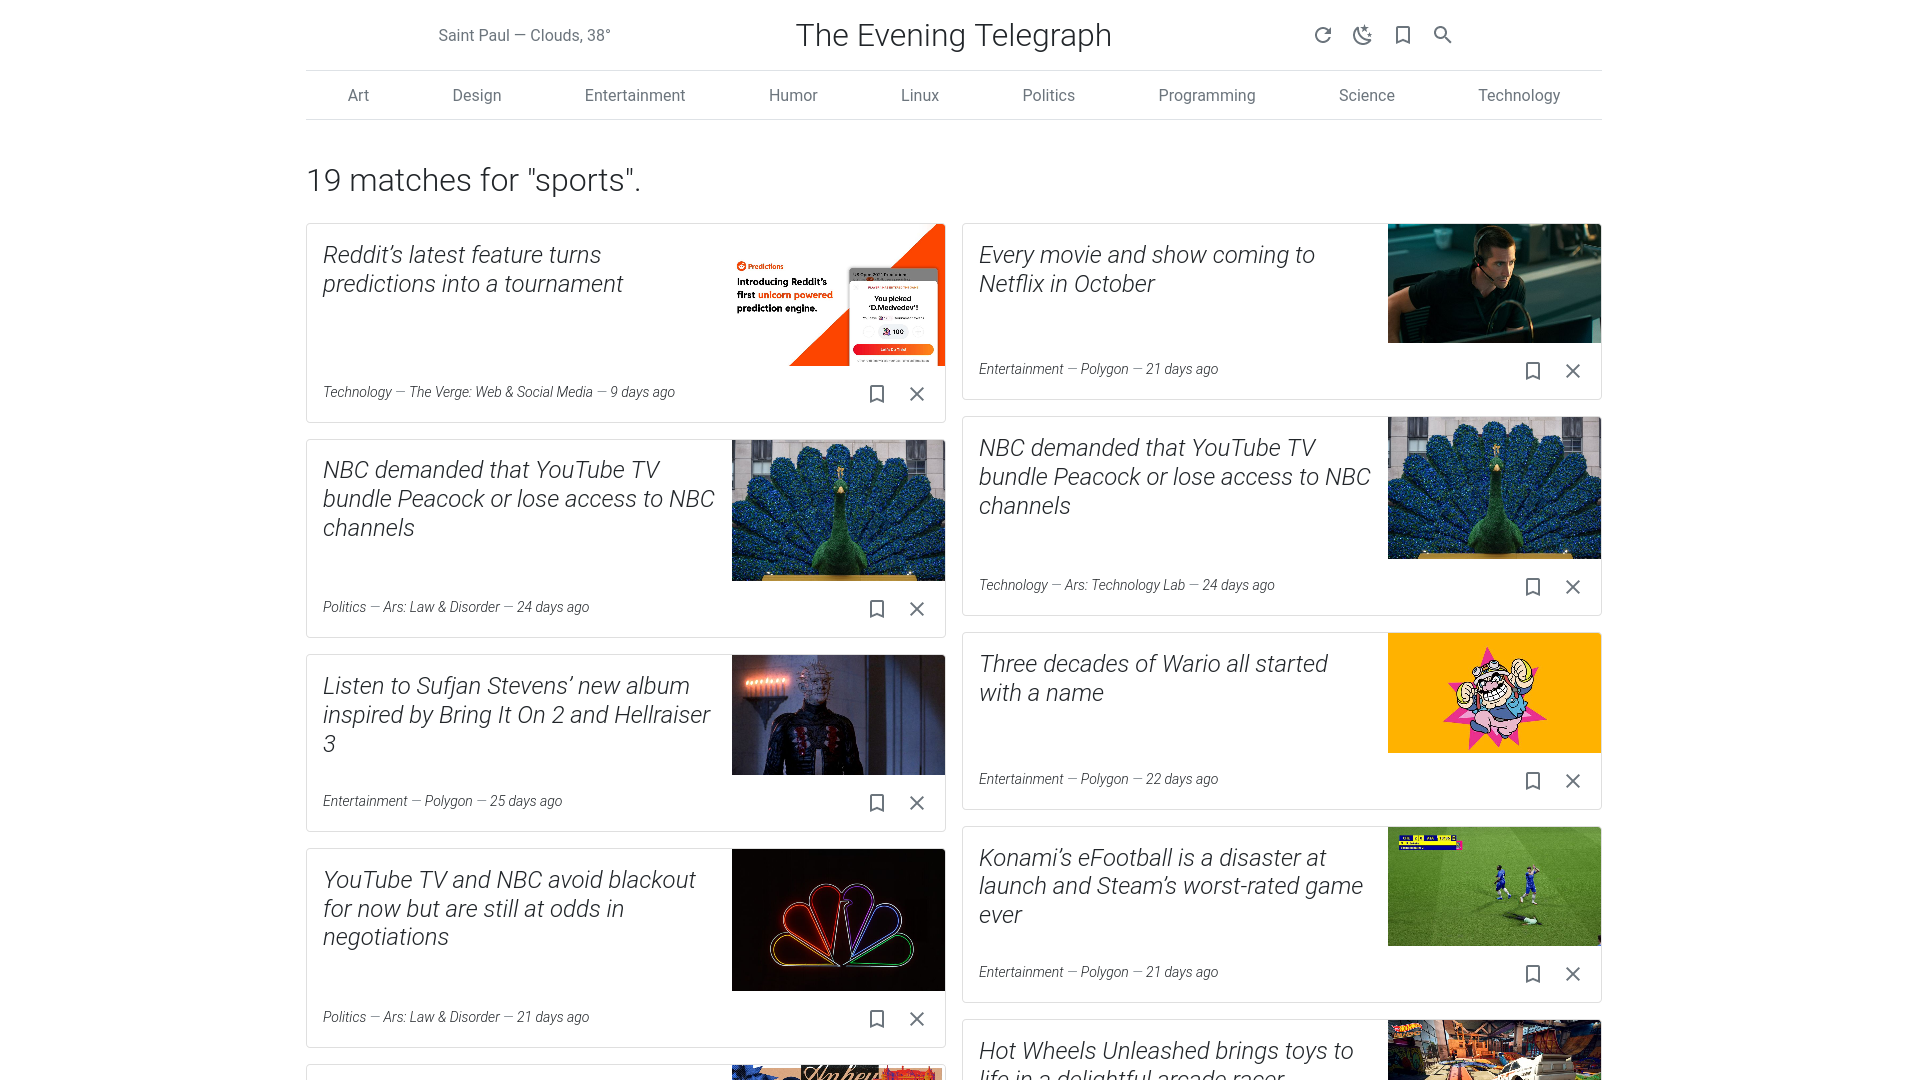 Saint Paul — Clouds, 38°
The Evening Telegraph
Art
Design
Entertainment
Humor
Linux
Politics
Programming
Science
Technology
19 matches for "sports".
Reddit’s latest feature turns
predictions into a tournament
Predictions
Introducing Reddit's
first unicorn powered
prediction engine.
You picked
'D.Medvedev'!
100
Technology — The Verge: Web & Social Media — 9 days ago
Every movie and show coming to
Netflix in October
Entertainment — Polygon — 21 days ago
NBC demanded that YouTube TV
bundle Peacock or lose access to NBC
channels
Politics — Ars: Law & Disorder — 24 days ago
NBC demanded that YouTube TV
bundle Peacock or lose access to NBC
channels
Technology — Ars: Technology Lab — 24 days ago
Listen to Sufjan Stevens’ new album
inspired by Bring It On 2 and Hellraiser
3
Entertainment — Polygon — 25 days ago
Three decades of Wario all started
with a name
Entertainment — Polygon — 22 days ago
YouTube TV and NBC avoid blackout
for now but are still at odds in
negotiations
Politics — Ars: Law & Disorder — 21 days ago
Konami’s eFootball is a disaster at
launch and Steam’s worst-rated game
ever
Entertainment — Polygon — 21 days ago
Hot Wheels Unleashed brings toys to
life in a delightful arcade racer